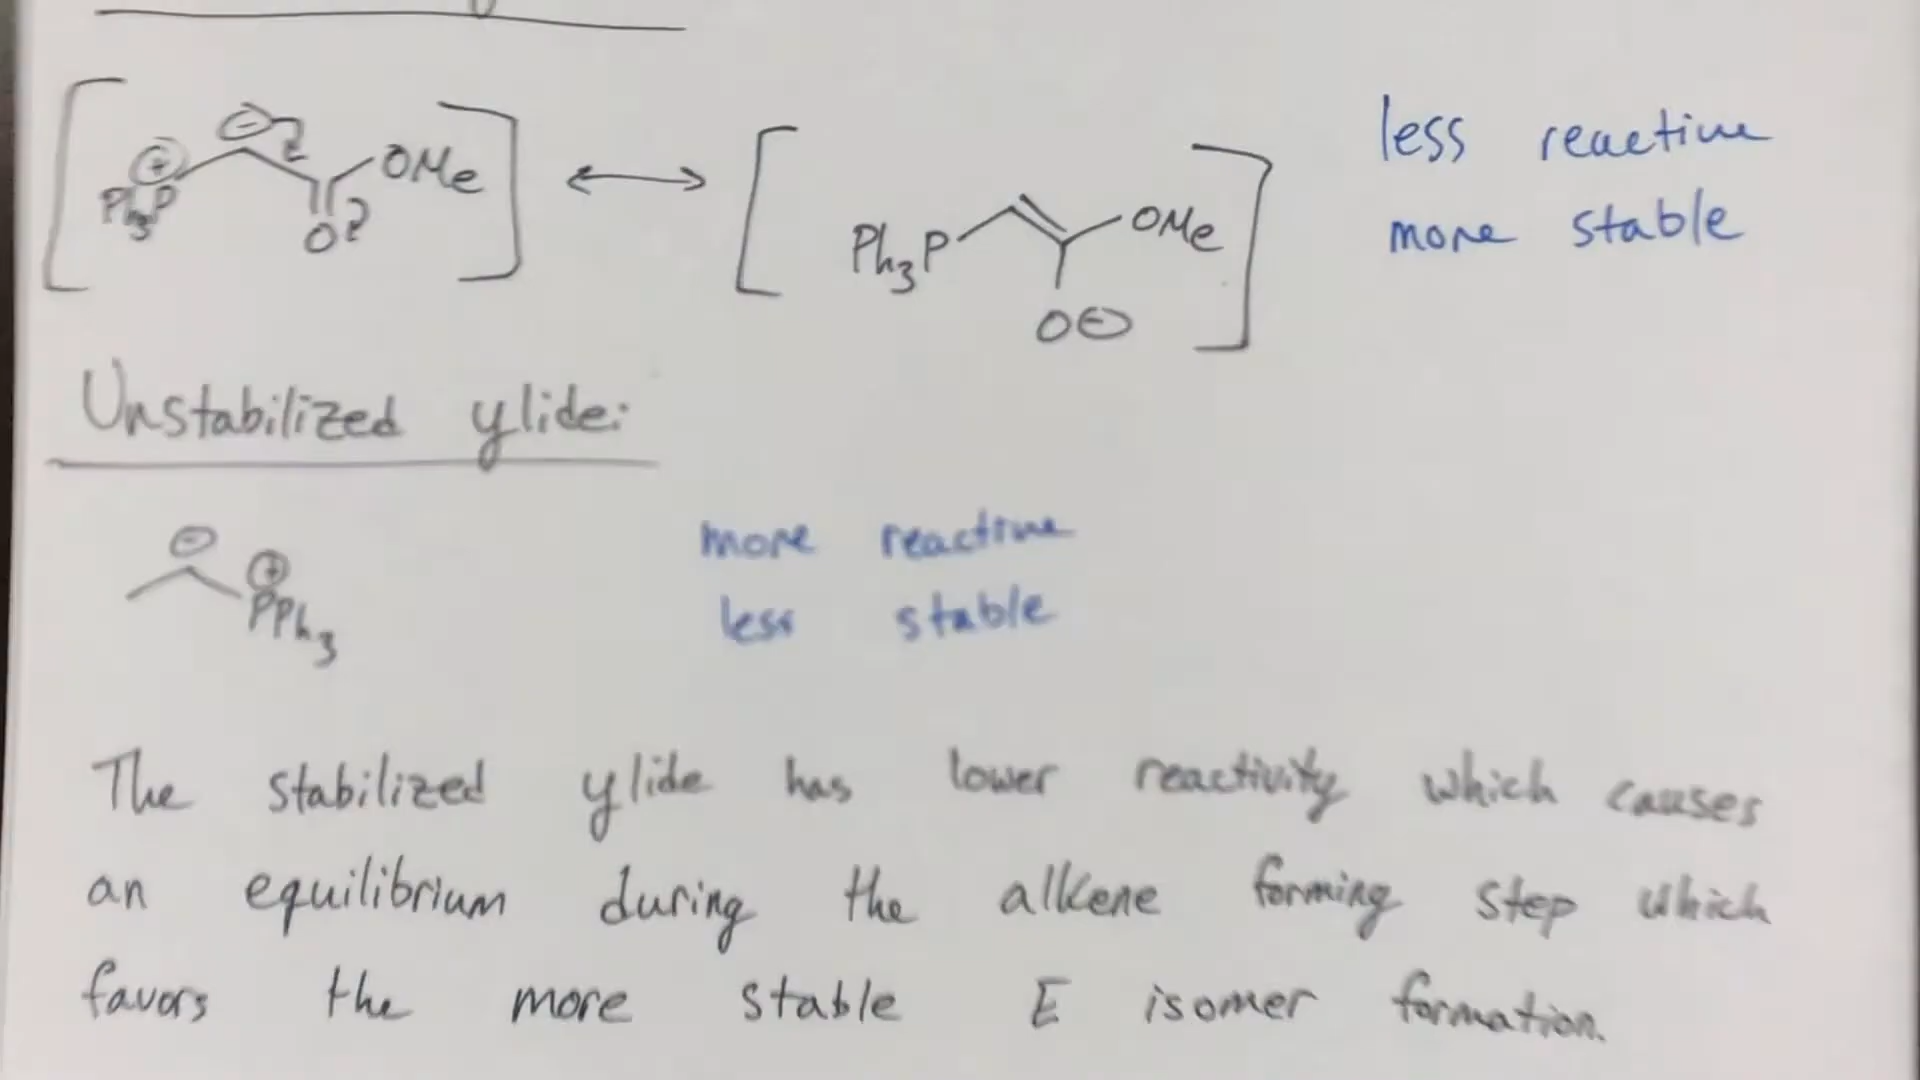 ⊕ ⊖ Ph₃P OMe O ↔ Ph₃P OMe O⊖
less reactive
more stable
Unstabilized ylide:
⊖ ⊕ PPh₃
more reactive
less stable
The stabilized ylide has lower reactivity which causes
an equilibrium during the alkene forming step which
favors the more stable E isomer formation.